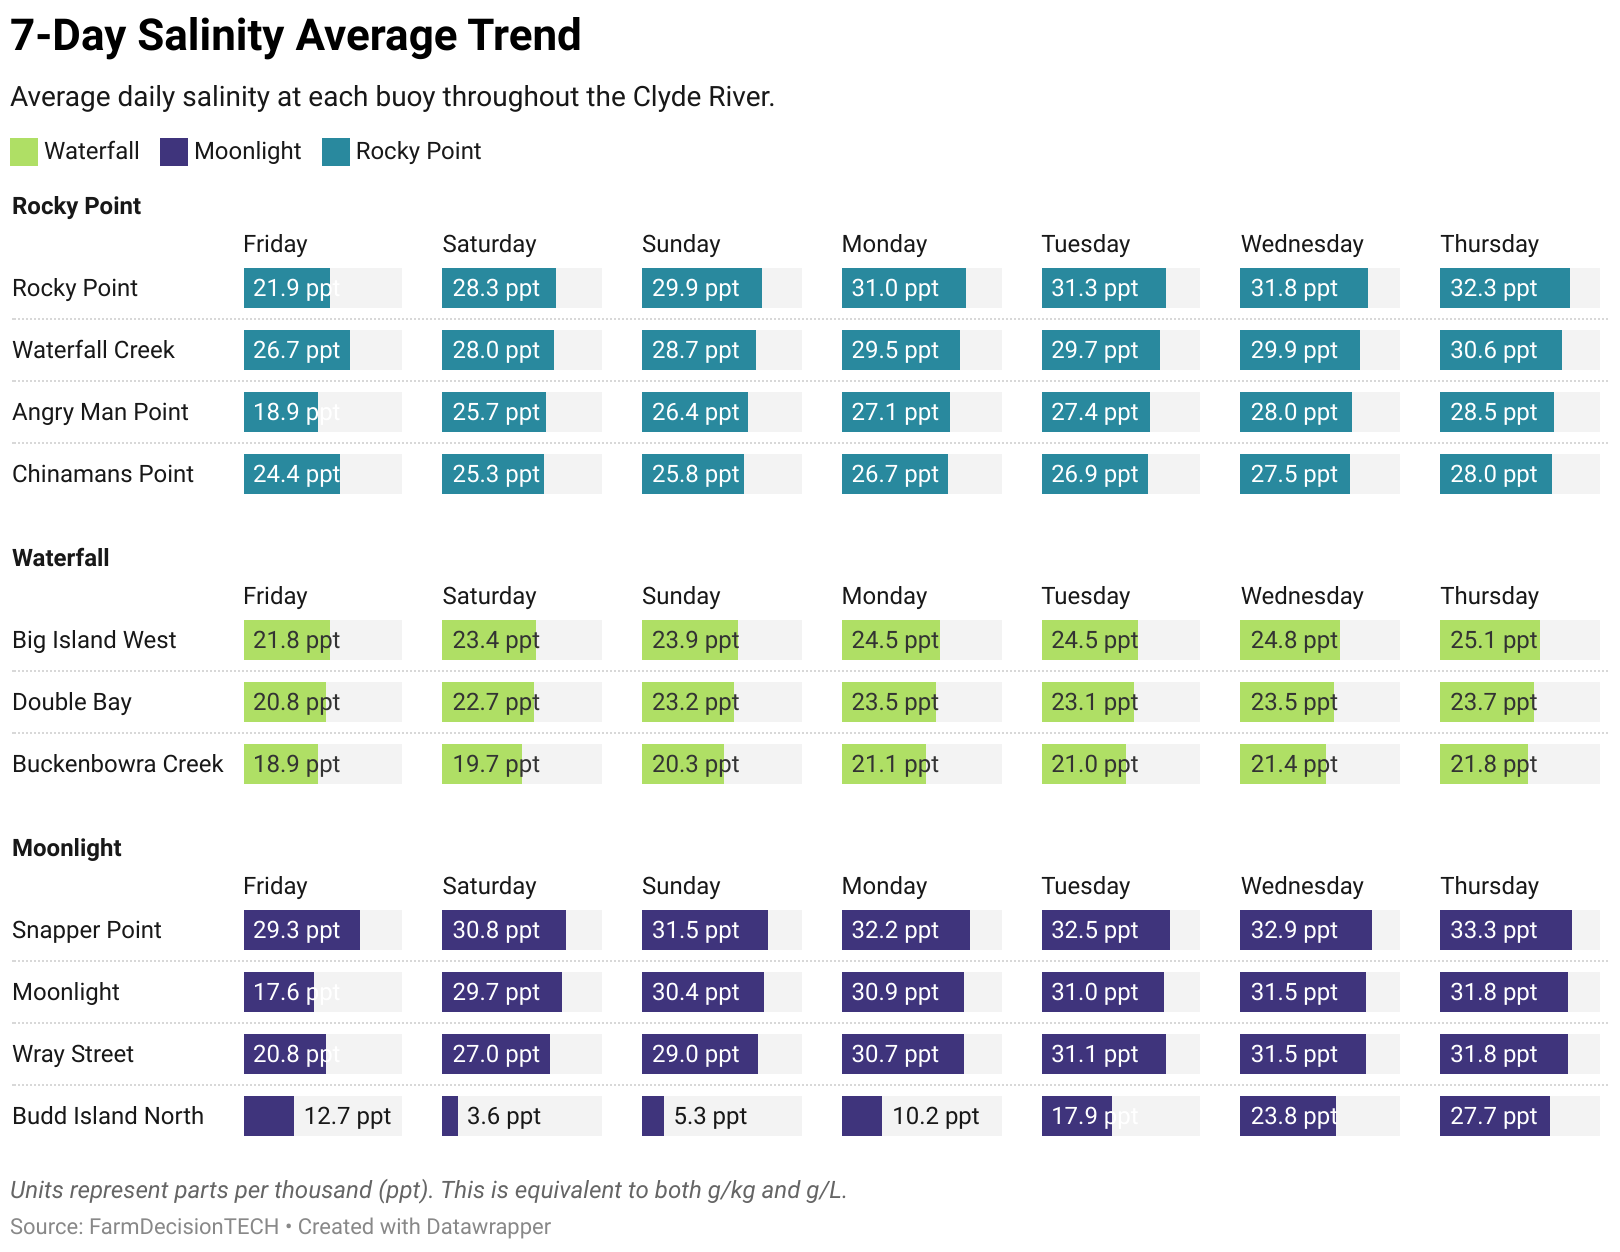 7-Day Salinity Average Trend
Average daily salinity at each buoy throughout the Clyde River.
Waterfall Moonlight Rocky Point
Rocky Point
Friday Saturday Sunday Monday Tuesday Wednesday Thursday
Rocky Point 21.9 ppt 28.3 ppt 29.9 ppt 31.0 ppt 31.3 ppt 31.8 ppt 32.3 ppt
Waterfall Creek 26.7 ppt 28.0 ppt 28.7 ppt 29.5 ppt 29.7 ppt 29.9 ppt 30.6 ppt
Angry Man Point 18.9 ppt 25.7 ppt 26.4 ppt 27.1 ppt 27.4 ppt 28.0 ppt 28.5 ppt
Chinamans Point 24.4 ppt 25.3 ppt 25.8 ppt 26.7 ppt 26.9 ppt 27.5 ppt 28.0 ppt
Waterfall
Friday Saturday Sunday Monday Tuesday Wednesday Thursday
Big Island West 21.8 ppt 23.4 ppt 23.9 ppt 24.5 ppt 24.5 ppt 24.8 ppt 25.1 ppt
Double Bay 20.8 ppt 22.7 ppt 23.2 ppt 23.5 ppt 23.1 ppt 23.5 ppt 23.7 ppt
Buckenbowra Creek 18.9 ppt 19.7 ppt 20.3 ppt 21.1 ppt 21.0 ppt 21.4 ppt 21.8 ppt
Moonlight
Friday Saturday Sunday Monday Tuesday Wednesday Thursday
Snapper Point 29.3 ppt 30.8 ppt 31.5 ppt 32.2 ppt 32.5 ppt 32.9 ppt 33.3 ppt
Moonlight 17.6 ppt 29.7 ppt 30.4 ppt 30.9 ppt 31.0 ppt 31.5 ppt 31.8 ppt
Wray Street 20.8 ppt 27.0 ppt 29.0 ppt 30.7 ppt 31.1 ppt 31.5 ppt 31.8 ppt
Budd Island North 12.7 ppt 3.6 ppt 5.3 ppt 10.2 ppt 17.9 ppt 23.8 ppt 27.7 ppt
Units represent parts per thousand (ppt). This is equivalent to both g/kg and g/L.
Source: FarmDecisionTECH • Created with Datawrapper